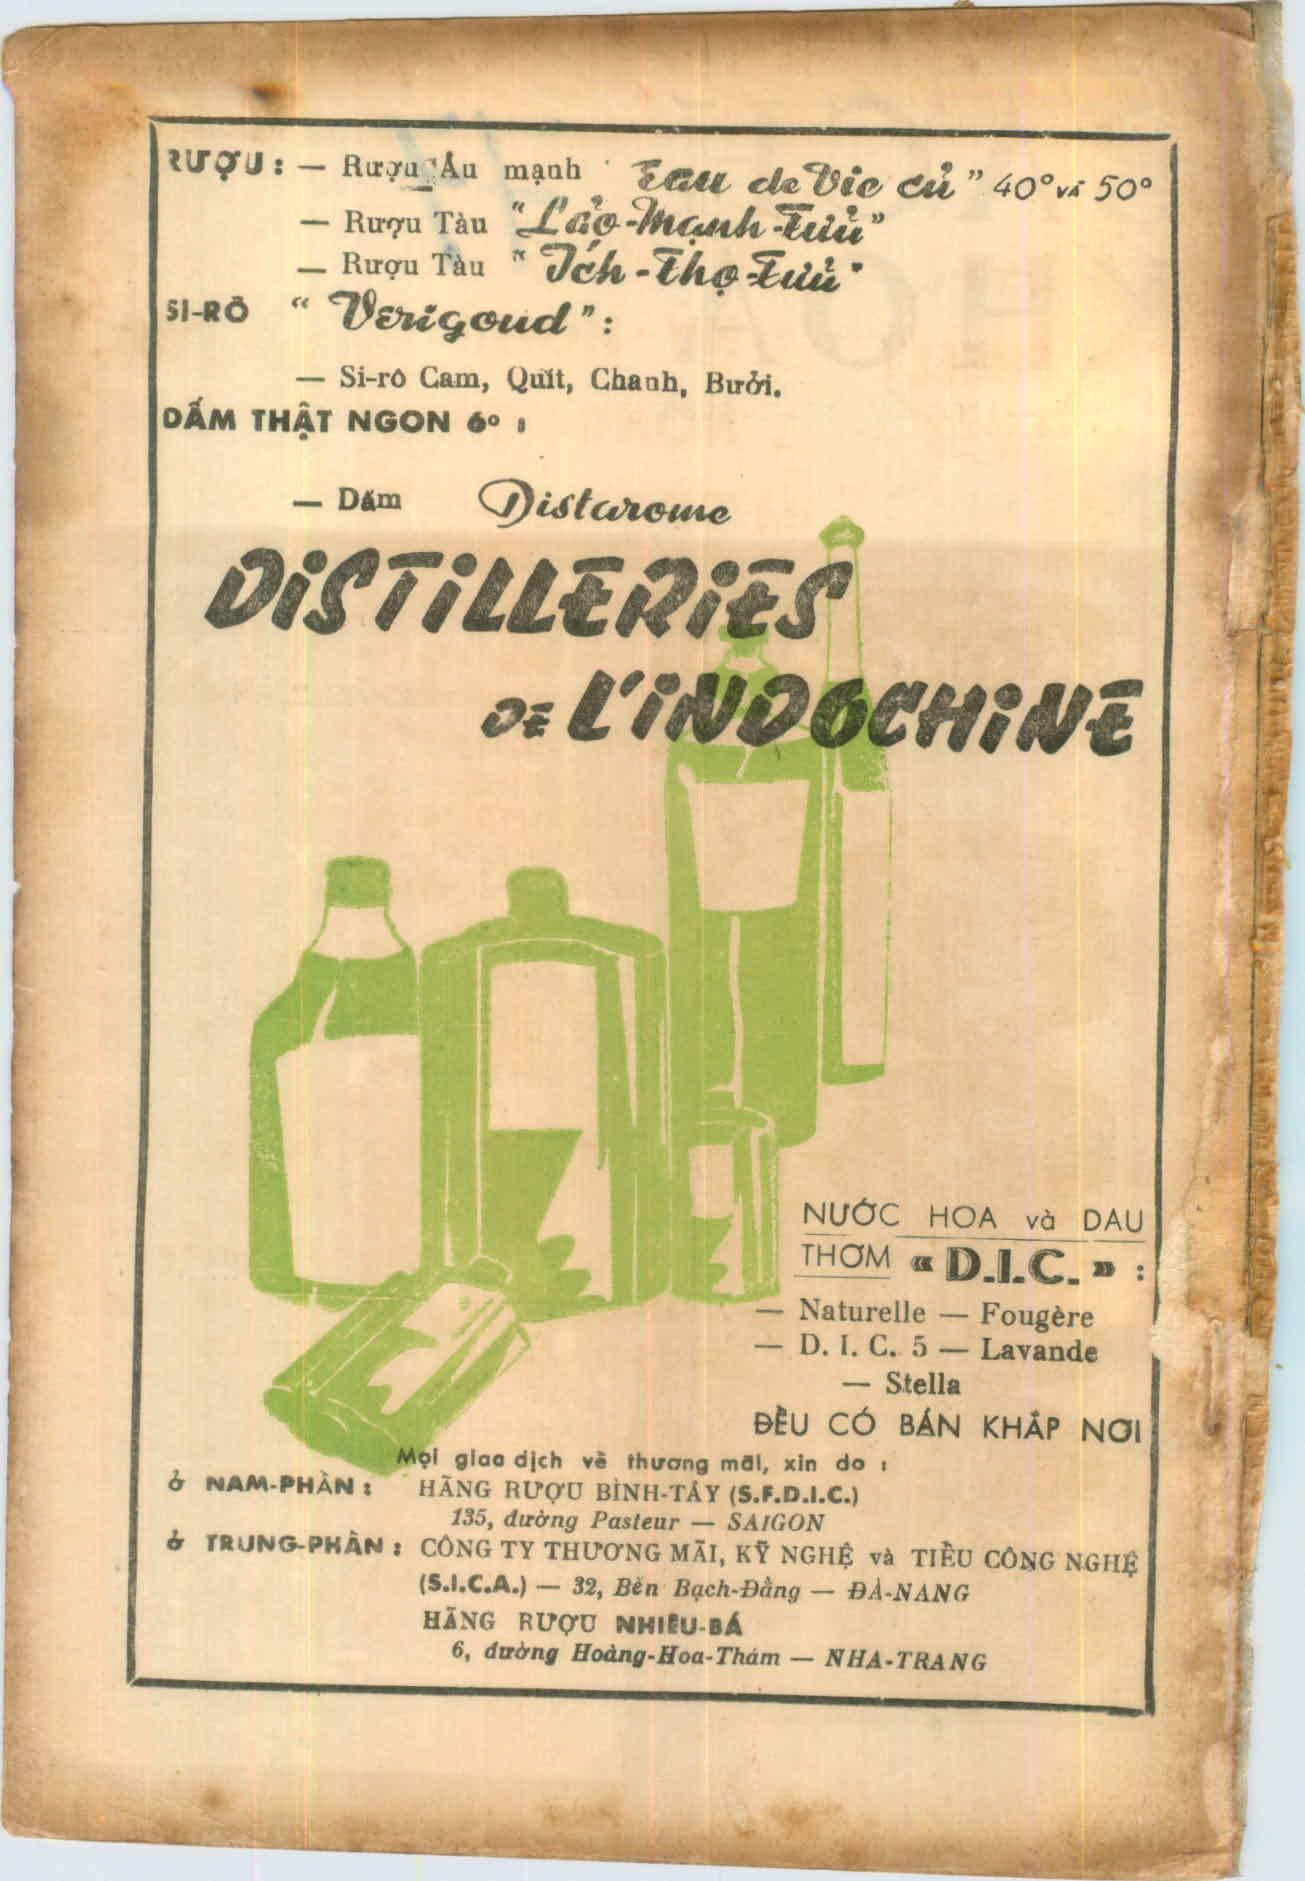 RƯỢU : — Rượu Âu mạnh " Eau de Vie củ " 40° và 50°
— Rượu Tàu " Lảo-Mạnh-Tửu "
— Rượu Tàu " Ích-Thọ-Tửu "
SI-RÔ " Verigoud " :
— Si-rô Cam, Quít, Chanh, Bưởi.
DẤM THẬT NGON 6° :
— Dấm Distarome
DISTILLERIES
DE L'INDOCHINE
NƯỚC HOA và DAU
THƠM « D.I.C. » :
— Naturelle — Fougère
— D. I. C. 5 — Lavande
— Stella
ĐỀU CÓ BÁN KHẮP NƠI
Mọi giao dịch về thương mãi, xin do :
ở NAM-PHẦN : HÃNG RƯỢU BÌNH-TÂY (S.F.D.I.C.)
135, đường Pasteur — SAIGON
ở TRUNG-PHẦN : CÔNG TY THƯƠNG MÃI, KỸ NGHỆ và TIỂU CÔNG NGHỆ
(S.I.C.A.) — 32, Bến Bạch-Đằng — ĐÀ-NANG
HÃNG RƯỢU NHIÊU-BÁ
6, đường Hoàng-Hoa-Thám — NHA-TRANG